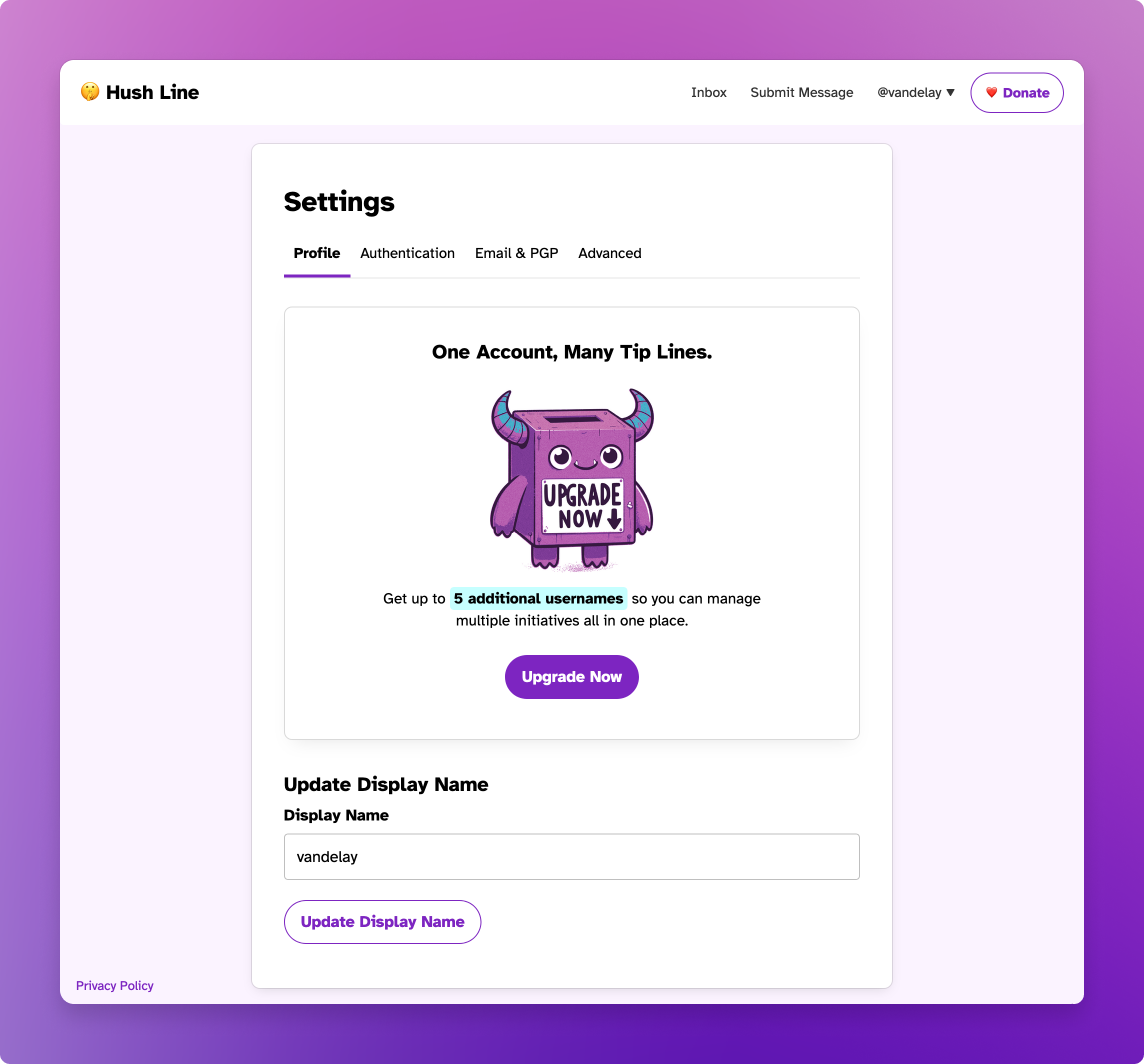 🤫 Hush Line
Inbox Submit Message @vandelay ▼ ❤️ Donate
Settings
Profile Authentication Email & PGP Advanced
One Account, Many Tip Lines.
UPGRADE
NOW ↓
Get up to 5 additional usernames so you can manage
multiple initiatives all in one place.
Upgrade Now
Update Display Name
Display Name
vandelay
Update Display Name
Privacy Policy